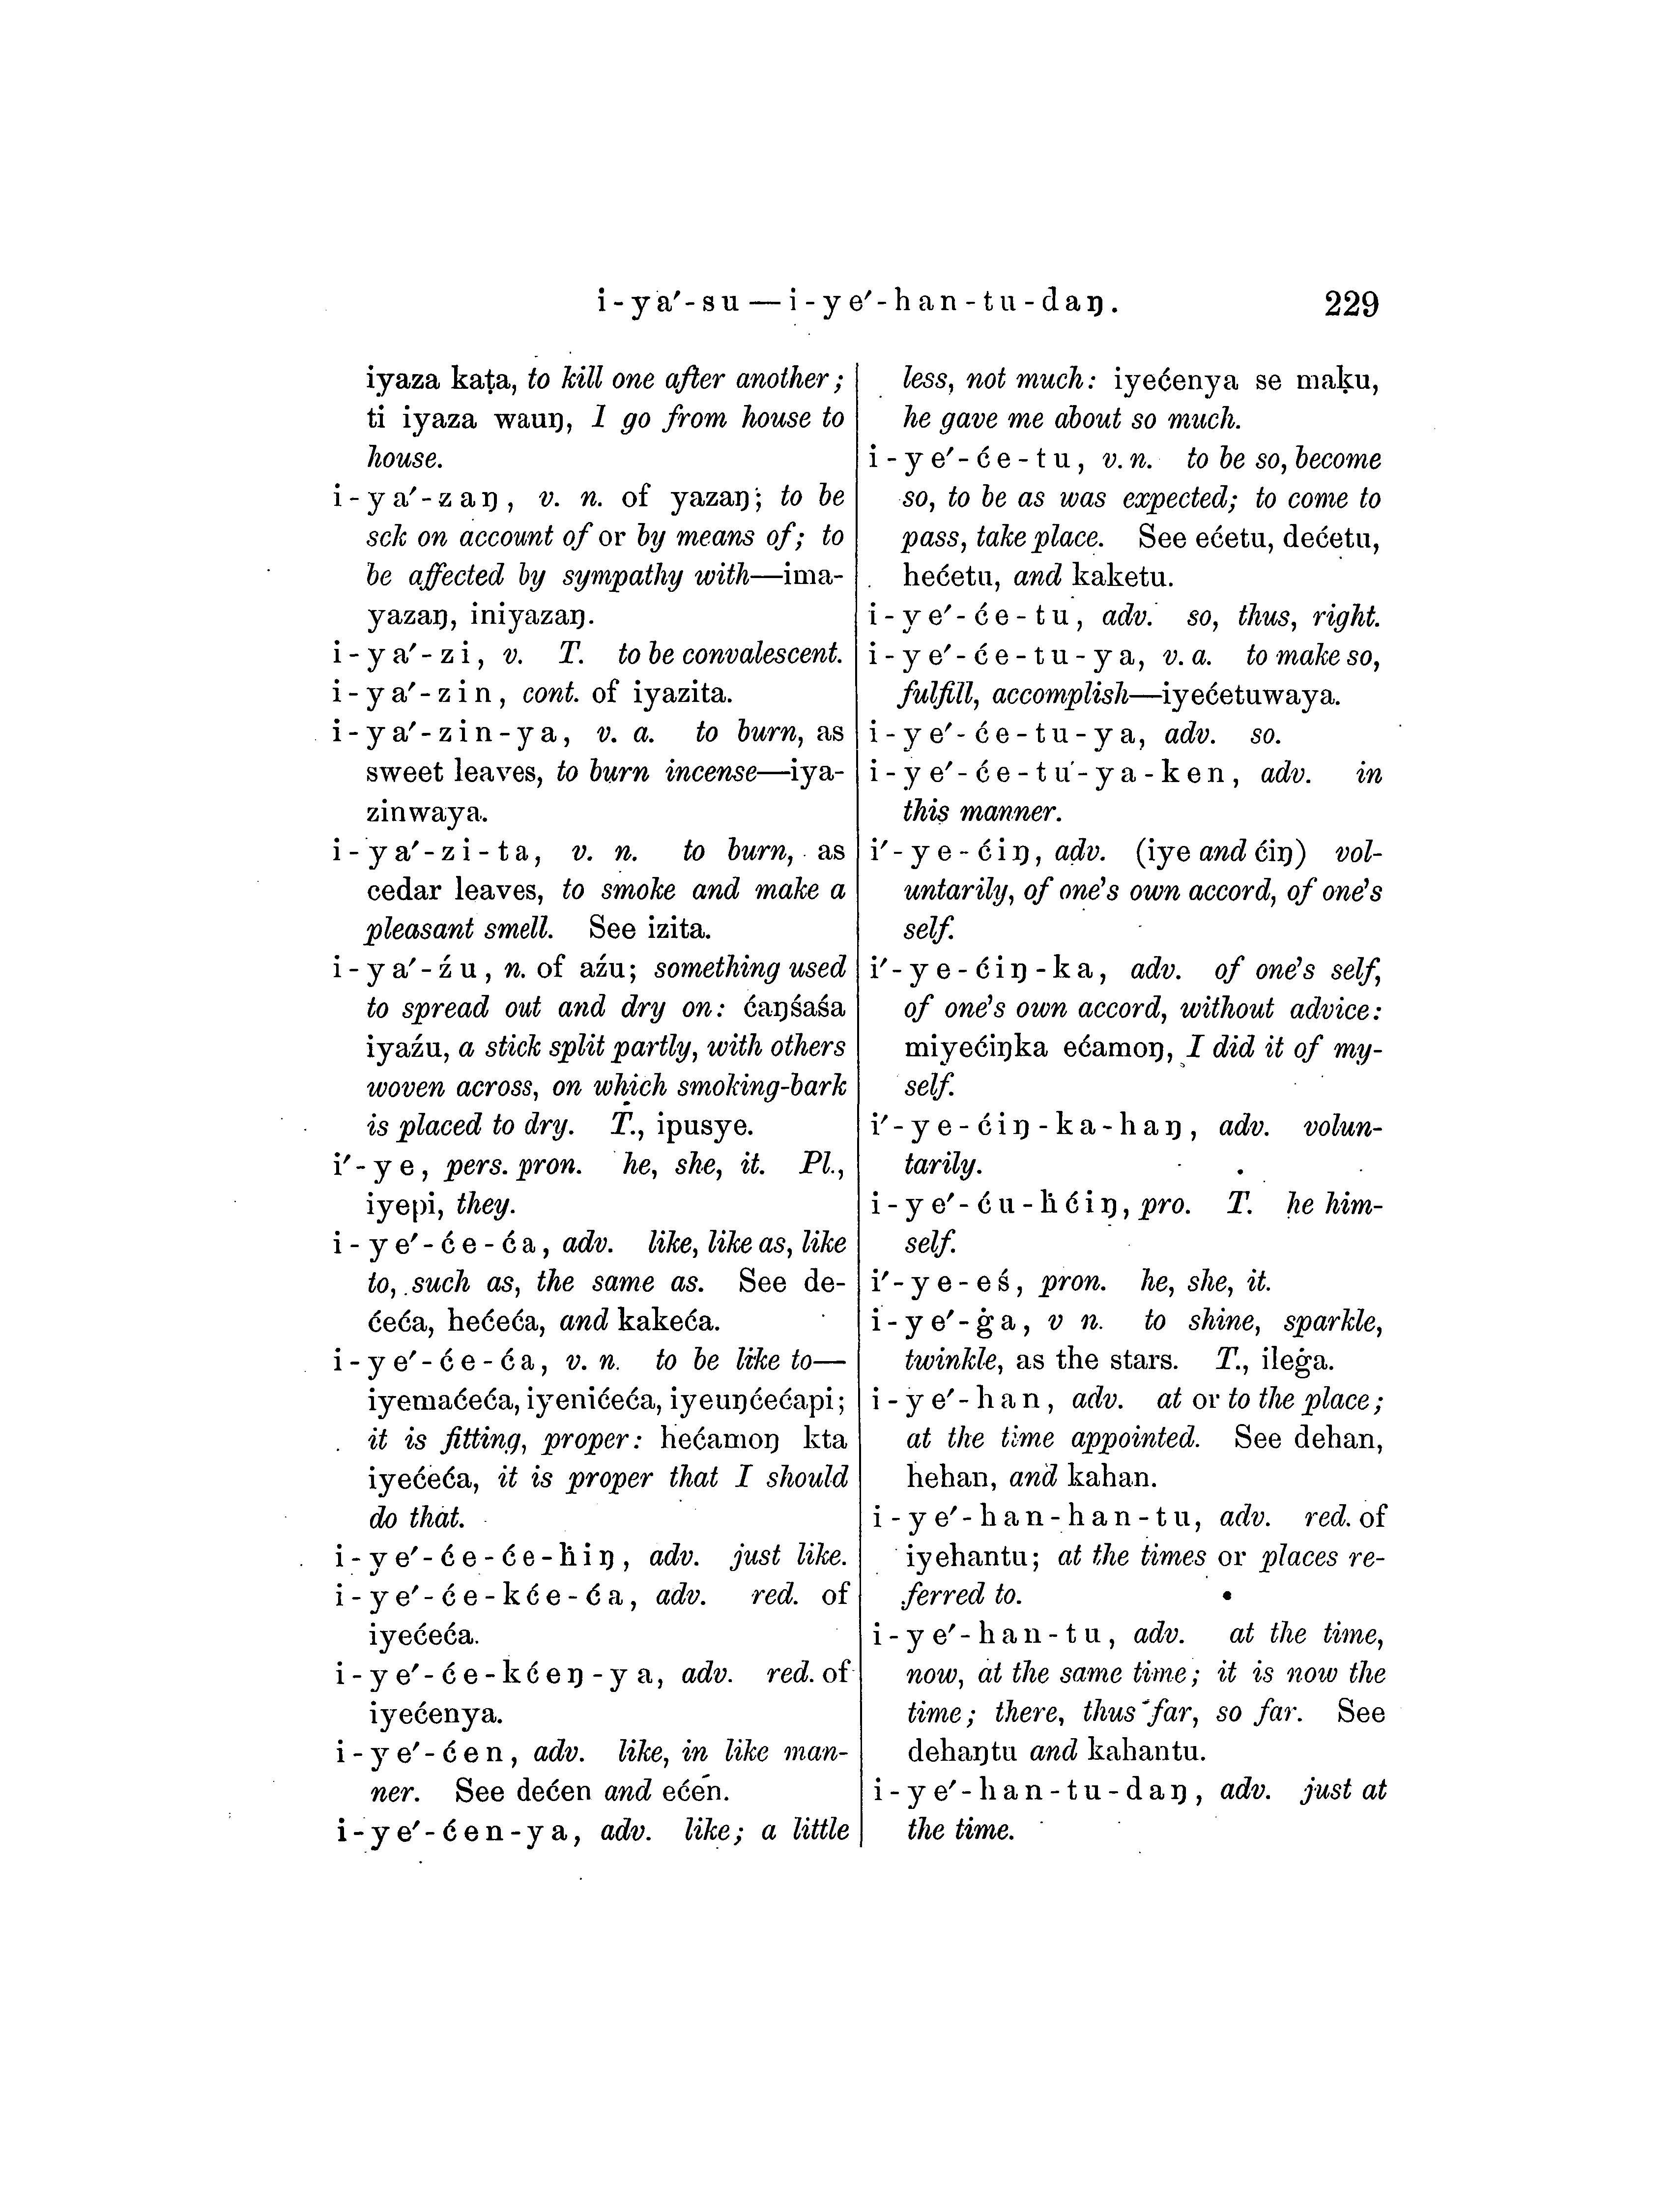 i-ya′-su—i-ye′-han-tu-daŋ. 229
iyaza kaṭa, to kill one after another;
ti iyaza wauŋ, I go from house to
house.
i-ya′-zaŋ, v. n. of yazaŋ; to be
sck on account of or by means of; to
be affected by sympathy with—ima-
yazaŋ, iniyazaŋ.
i-ya′-zi, v. T. to be convalescent.
i-ya′-zin, cont. of iyazita.
i-ya′-zin-ya, v. a. to burn, as
sweet leaves, to burn incense—iya-
zinwaya.
i-ya′-zi-ta, v. n. to burn, as
cedar leaves, to smoke and make a
pleasant smell. See izita.
i-ya′-źu, n. of aźu; something used
to spread out and dry on: ćaŋśaśa
iyaźu, a stick split partly, with others
woven across, on which smoking-bark
is placed to dry. T., ipusye.
i′-ye, pers. pron. he, she, it. Pl.,
iyepi, they.
i-ye′-će-ća, adv. like, like as, like
to, such as, the same as. See de-
ćeća, hećeća, and kakeća.
i-ye′-će-ća, v. n. to be like to—
iyemaćeća, iyenićeća, iyeuŋćećapi;
it is fitting, proper: hećamoŋ kta
iyećeća, it is proper that I should
do that.
i-ye′-će-će-ḣiŋ, adv. just like.
i-ye′-će-kće-ća, adv. red. of
iyećeća.
i-ye′-će-kćeŋ-ya, adv. red. of
iyećenya.
i-ye′-ćen, adv. like, in like man-
ner. See dećen and ećen.
i-ye′-ćen-ya, adv. like; a little
less, not much: iyećenya se maḳu,
he gave me about so much.
i-ye′-će-tu, v. n. to be so, become
so, to be as was expected; to come to
pass, take place. See ećetu, dećetu,
hećetu, and kaketu.
i-ye′-će-tu, adv. so, thus, right.
i-ye′-će-tu-ya, v. a. to make so,
fulfill, accomplish—iyećetuwaya.
i-ye′-će-tu-ya, adv. so.
i-ye′-će-tu-ya-ken, adv. in
this manner.
i′-ye-ćiŋ, adv. (iye and ćiŋ) vol-
untarily, of one's own accord, of one's
self.
i′-ye-ćiŋ-ka, adv. of one's self,
of one's own accord, without advice:
miyećiŋka ećamoŋ, I did it of my-
self.
i′-ye-ćiŋ-ka-haŋ, adv. volun-
tarily.
i-ye′-ću-ḣćiŋ, pro. T. he him-
self.
i′-ye-eś, pron. he, she, it.
i-ye′-ġa, v n. to shine, sparkle,
twinkle, as the stars. T., ileġa.
i-ye′-han, adv. at or to the place;
at the time appointed. See dehan,
hehan, and kahan.
i-ye′-han-han-tu, adv. red. of
iyehantu; at the times or places re-
ferred to.
i-ye′-han-tu, adv. at the time,
now, at the same time; it is now the
time; there, thus far, so far. See
dehaŋtu and kahantu.
i-ye′-han-tu-daŋ, adv. just at
the time.